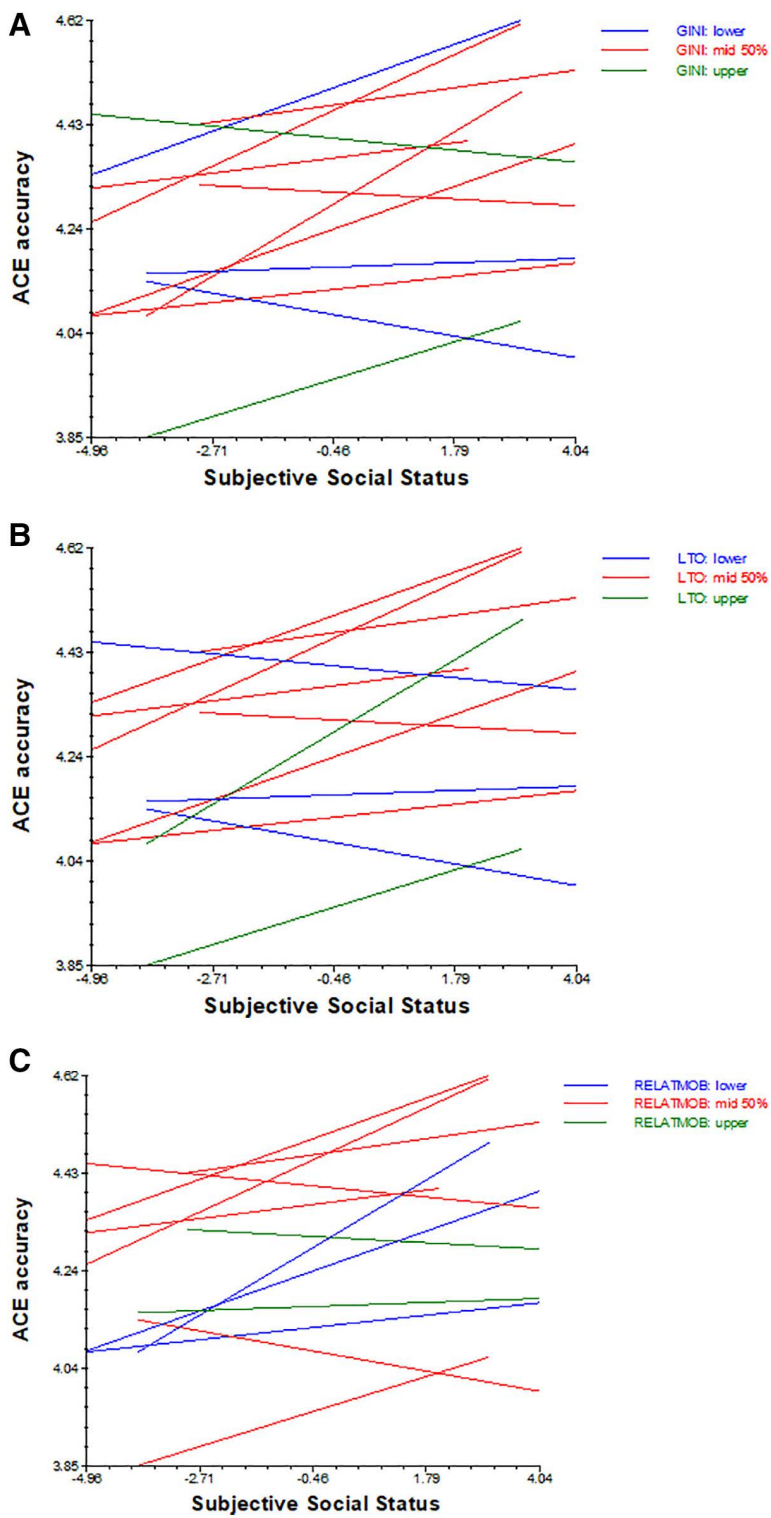 A
4.62
4.43
4.24
4.04
3.85
ACE accuracy
-4.96 -2.71 -0.46 1.79 4.04
Subjective Social Status
GINI: lower
GINI: mid 50%
GINI: upper
B
4.62
4.43
4.24
4.04
3.85
ACE accuracy
-4.96 -2.71 -0.46 1.79 4.04
Subjective Social Status
LTO: lower
LTO: mid 50%
LTO: upper
C
4.62
4.43
4.24
4.04
3.85
ACE accuracy
-4.96 -2.71 -0.46 1.79 4.04
Subjective Social Status
RELATMOB: lower
RELATMOB: mid 50%
RELATMOB: upper